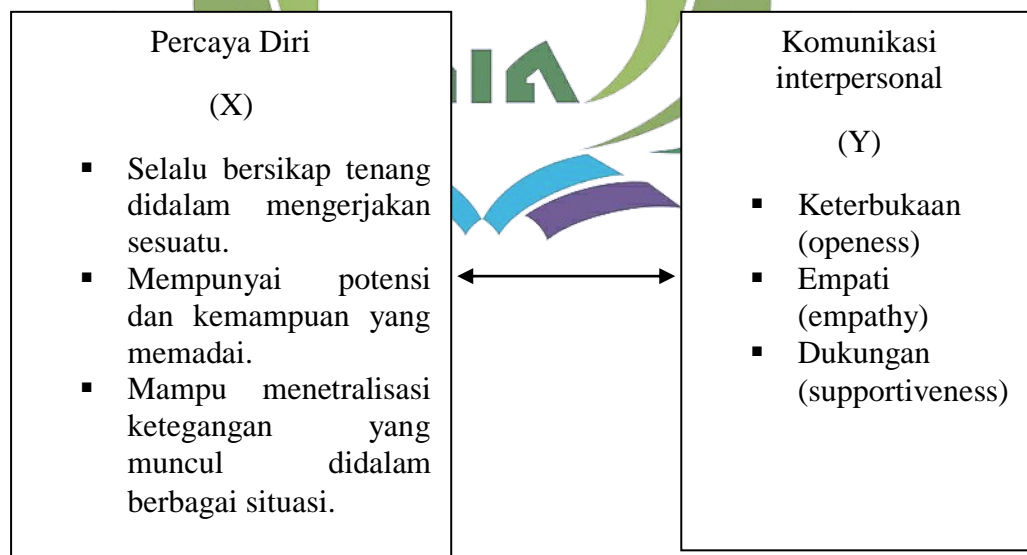 Percaya Diri
(X)
▪ Selalu bersikap tenang
didalam mengerjakan
sesuatu.
▪ Mempunyai potensi
dan kemampuan yang
memadai.
▪ Mampu menetralisasi
ketegangan yang
muncul didalam
berbagai situasi.
Komunikasi
interpersonal
(Y)
▪ Keterbukaan
(openess)
▪ Empati
(empathy)
▪ Dukungan
(supportiveness)